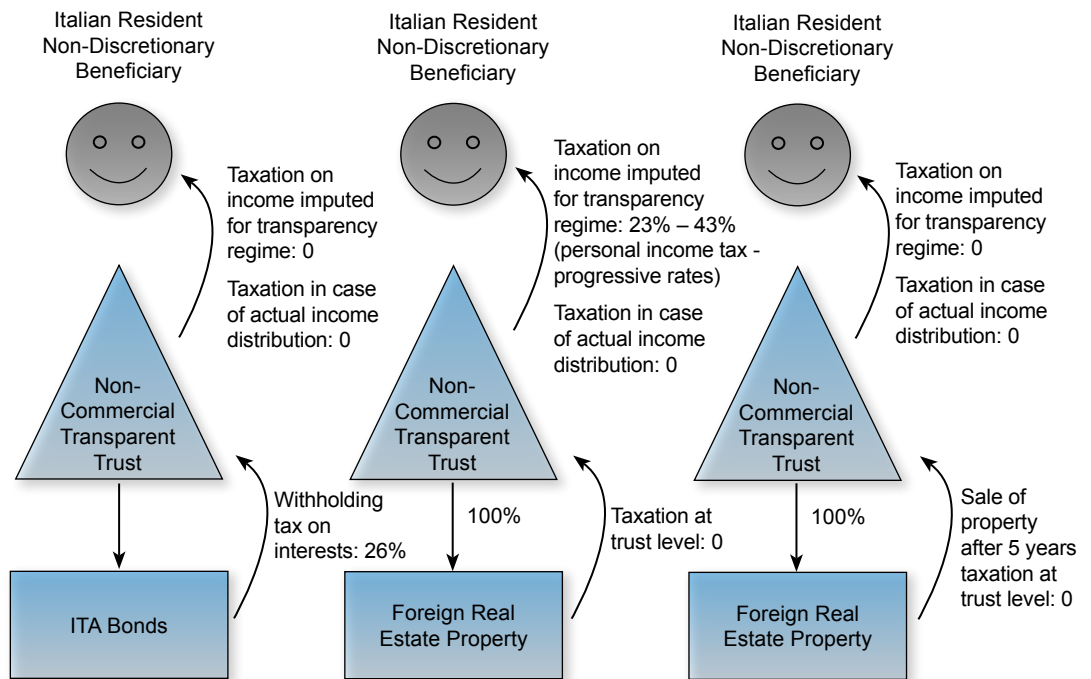 Italian Resident
Non-Discretionary
Beneficiary
Taxation on
income imputed
for transparency
regime: 0
Taxation in case
of actual income
distribution: 0
Non-
Commercial
Transparent
Trust
Withholding
tax on
interests: 26%
ITA Bonds
Italian Resident
Non-Discretionary
Beneficiary
Taxation on
income imputed
for transparency
regime: 23% – 43%
(personal income tax -
progressive rates)
Taxation in case
of actual income
distribution: 0
Non-
Commercial
Transparent
Trust
100%
Taxation at
trust level: 0
Foreign Real
Estate Property
Italian Resident
Non-Discretionary
Beneficiary
Taxation on
income imputed
for transparency
regime: 0
Taxation in case
of actual income
distribution: 0
Non-
Commercial
Transparent
Trust
100%
Sale of
property
after 5 years
taxation at
trust level: 0
Foreign Real
Estate Property